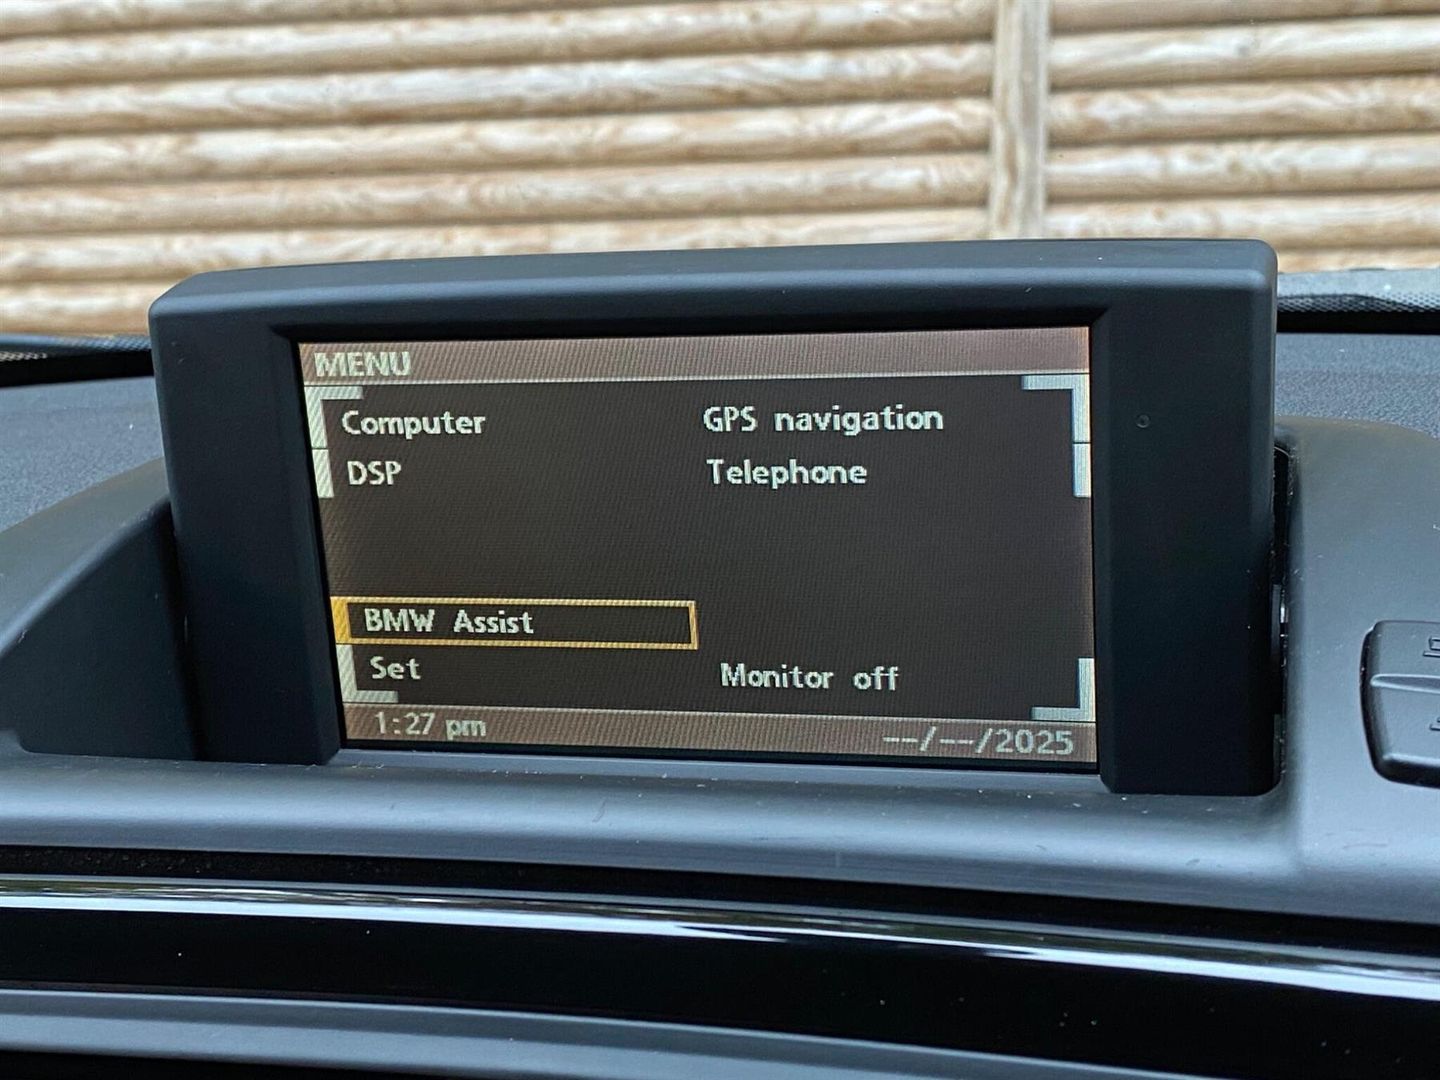 MENU
Computer GPS navigation
DSP Telephone
BMW Assist
Set Monitor off
1:27 pm --/--/2025